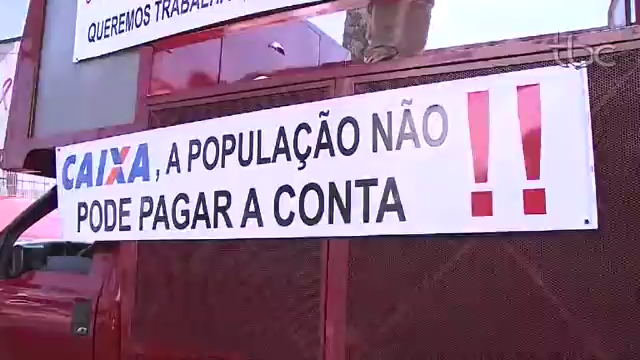 QUEREMOS TRABALHA
tbc
CAIXA, A POPULAÇÃO NÃO
PODE PAGAR A CONTA !!